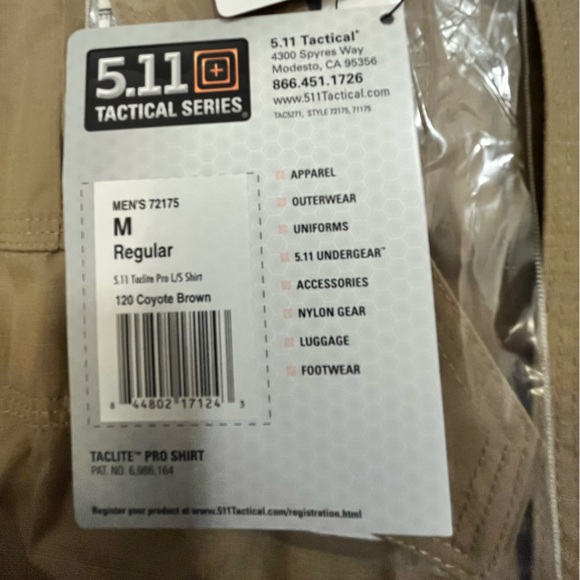 5.11
TACTICAL SERIES®
5.11 Tactical®
4300 Spyres Way
Modesto, CA 95356
866.451.1726
www.511Tactical.com
TAC5271, STYLE 72175, 71175
MEN'S 72175
M
Regular
5.11 Taclite Pro L/S Shirt
120 Coyote Brown
8 44802 17124 3
APPAREL
OUTERWEAR
UNIFORMS
5.11 UNDERGEAR™
ACCESSORIES
NYLON GEAR
LUGGAGE
FOOTWEAR
TACLITE™ PRO SHIRT
PAT. NO. 6,986,164
Register your product at www.511Tactical.com/registration.html